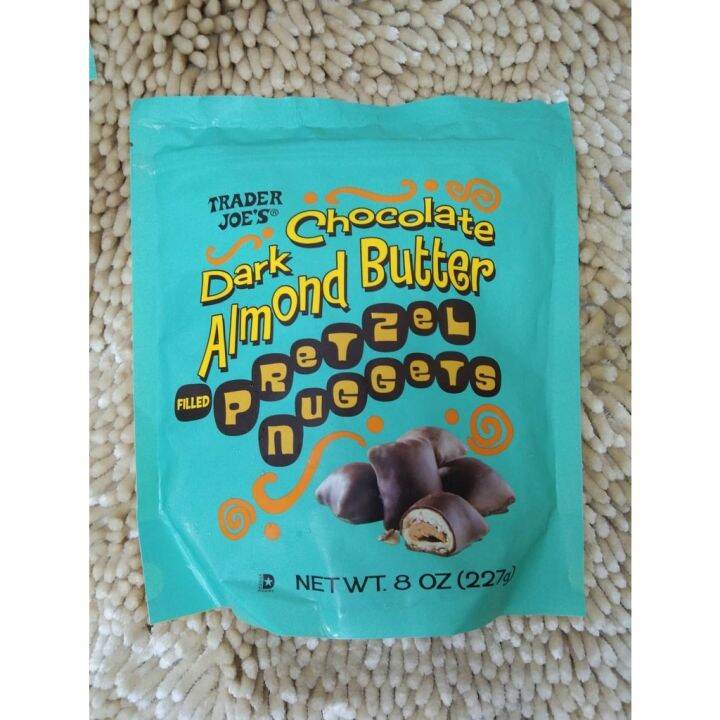 TRADER
JOE'S®
Dark Chocolate
Almond Butter
FILLED PReTZeL
nuGGeTS
NET WT. 8 OZ (227g)